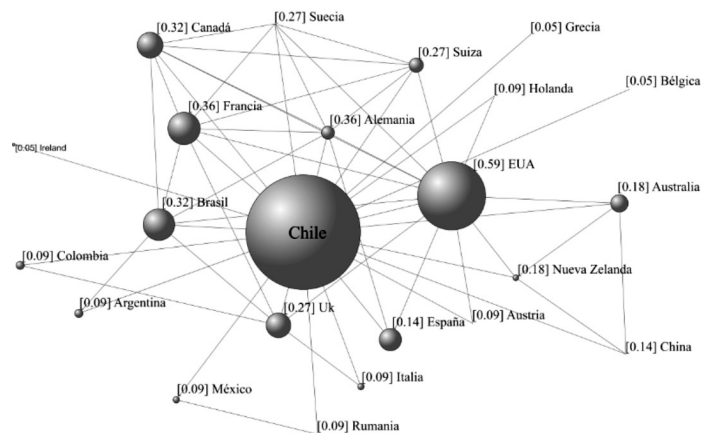 [0.27] Suecia
[0.32] Canadá
[0.05] Grecia
[0.27] Suiza
[0.05] Bélgica
[0.09] Holanda
[0.36] Francia
[0.36] Alemania
[0.05] Ireland
[0.59] EUA
[0.18] Australia
[0.32] Brasil
Chile
[0.09] Colombia
[0.18] Nueva Zelanda
[0.09] Argentina
[0.27] Uk
[0.14] España
[0.09] Austria
[0.14] China
[0.09] Italia
[0.09] México
[0.09] Rumania